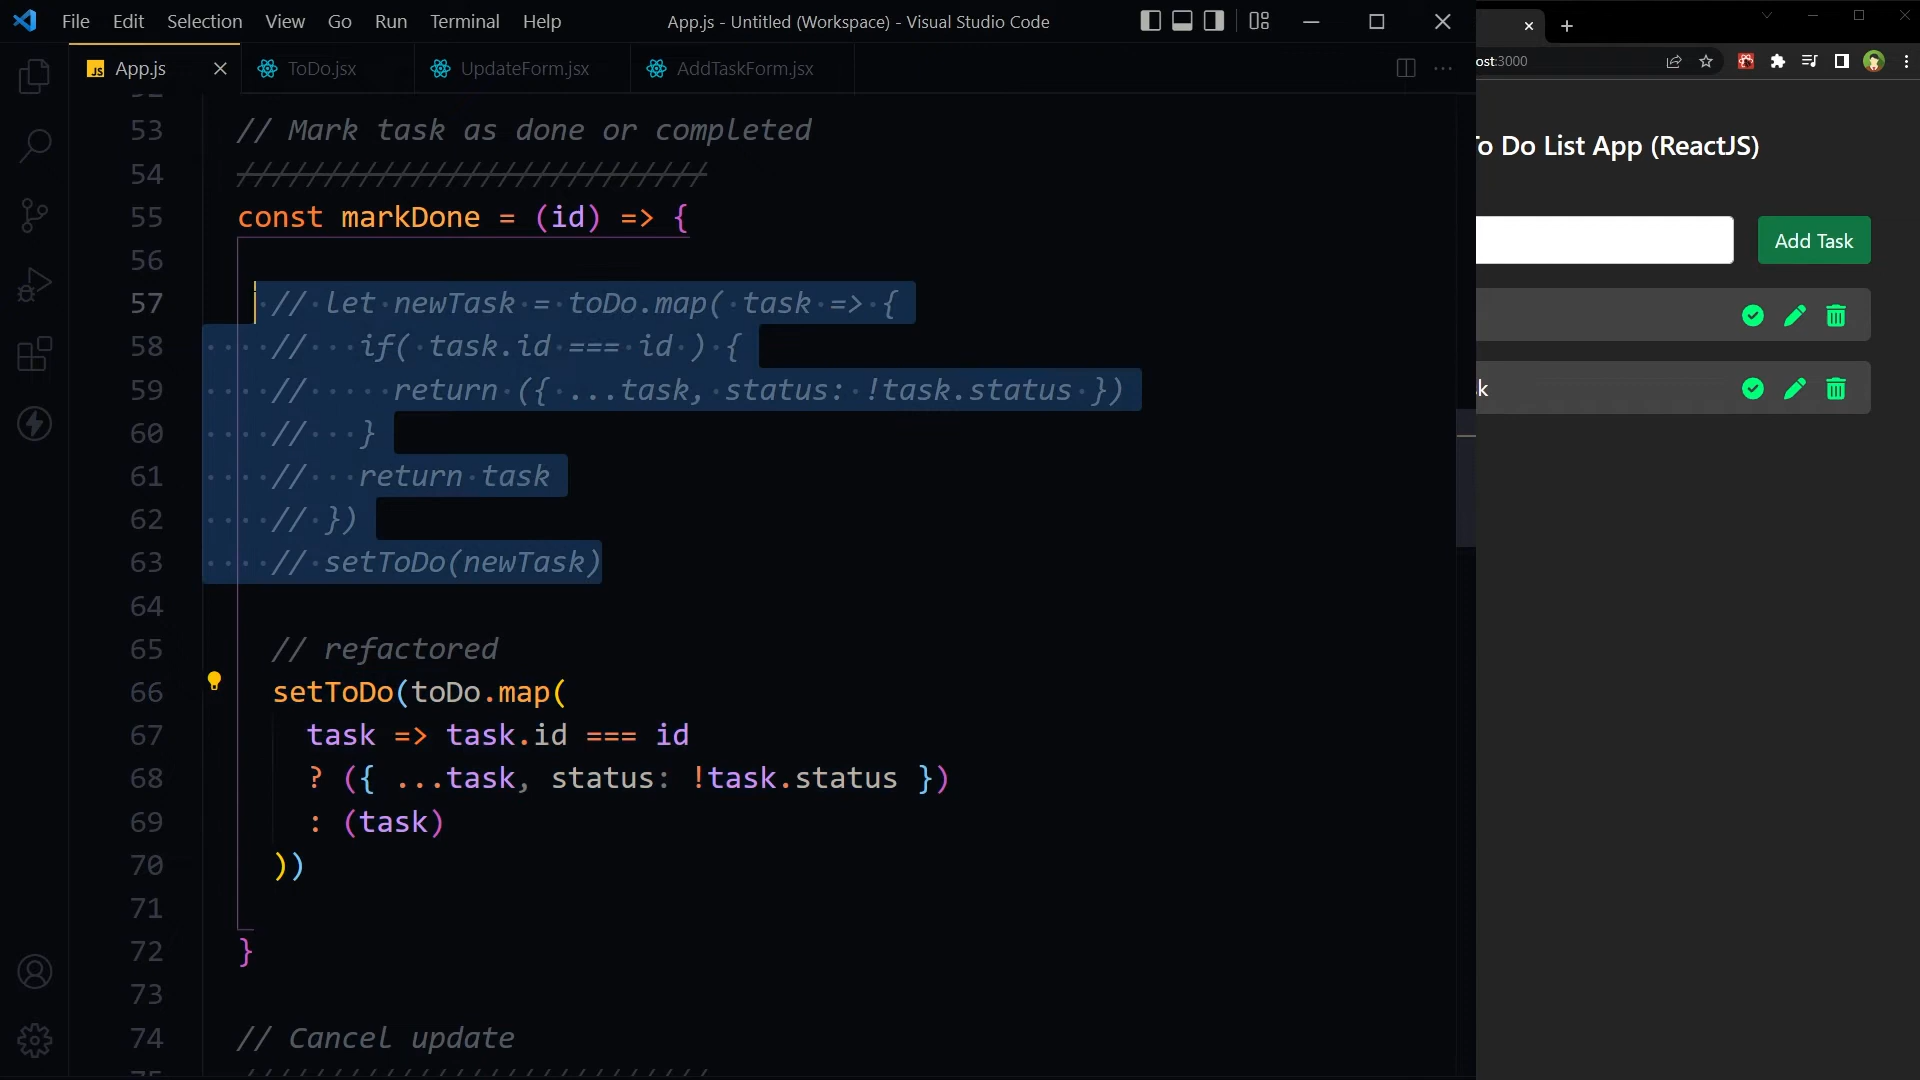 File Edit Selection View Go Run Terminal Help App.js - Untitled (Workspace) - Visual Studio Code
App.js ToDo.jsx UpdateForm.jsx AddTaskForm.jsx
53 // Mark task as done or completed
54 ///////////////////////////
55 const markDone = (id) => {
56
57 // let newTask = toDo.map( task => {
58 // if( task.id === id ) {
59 // return ({ ...task, status: !task.status })
60 // }
61 // return task
62 // })
63 // setToDo(newTask)
64
65 // refactored
66 setToDo(toDo.map(
67 task => task.id === id
68 ? ({ ...task, status: !task.status })
69 : (task)
70 ))
71
72 }
73
74 // Cancel update
ost:3000
o Do List App (ReactJS)
Add Task
k